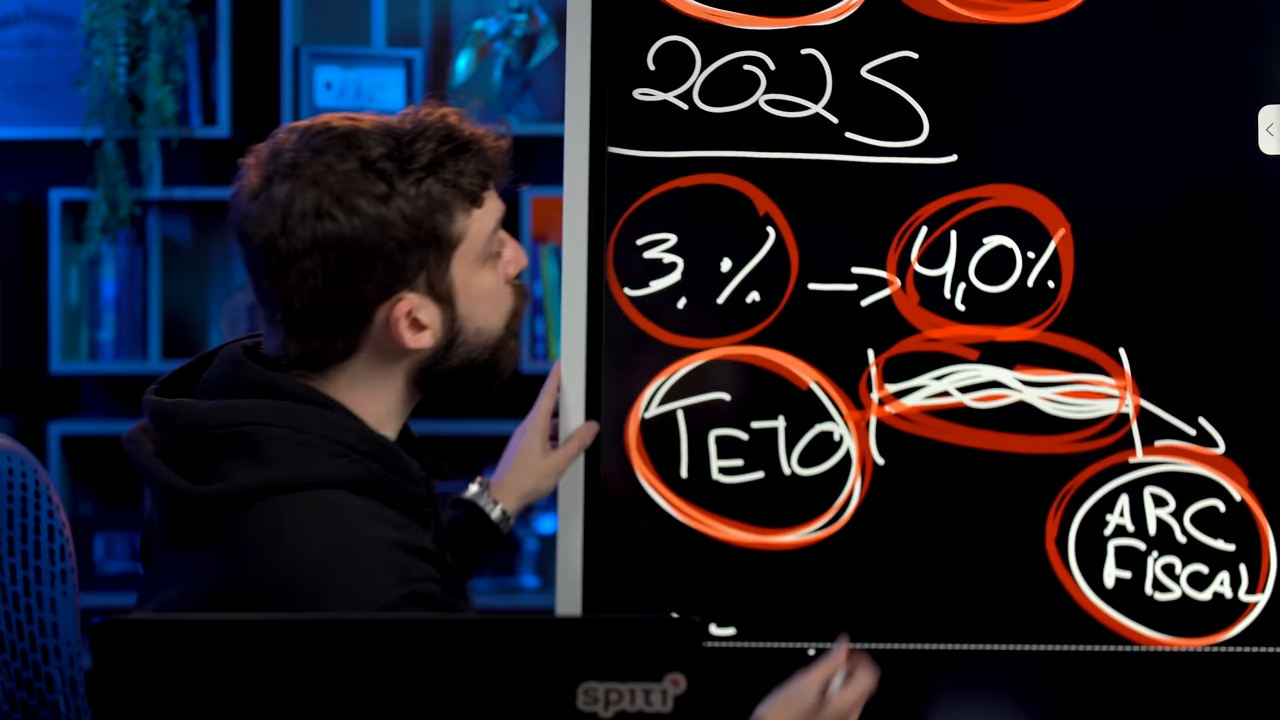 2025
3.% → 4,0%
TETO
ARC
FISCAL
spiti